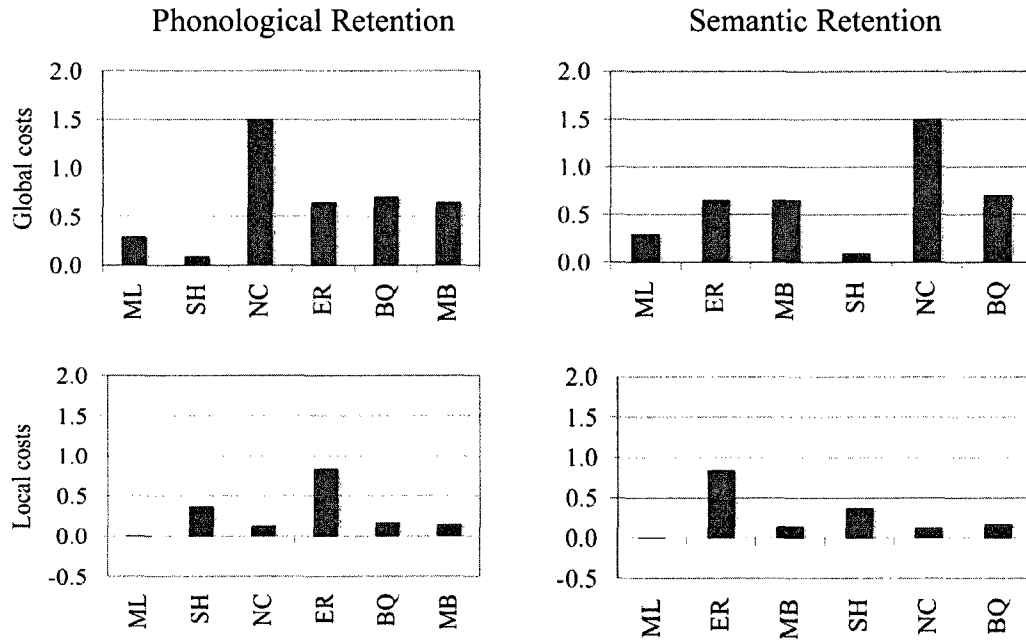 Phonological Retention
Semantic Retention
Global costs
2.0
1.5
1.0
0.5
0.0
ML SH NC ER BQ MB
2.0
1.5
1.0
0.5
0.0
ML ER MB SH NC BQ
Local costs
2.0
1.5
1.0
0.5
0.0
-0.5
ML SH NC ER BQ MB
2.0
1.5
1.0
0.5
0.0
-0.5
ML ER MB SH NC BQ